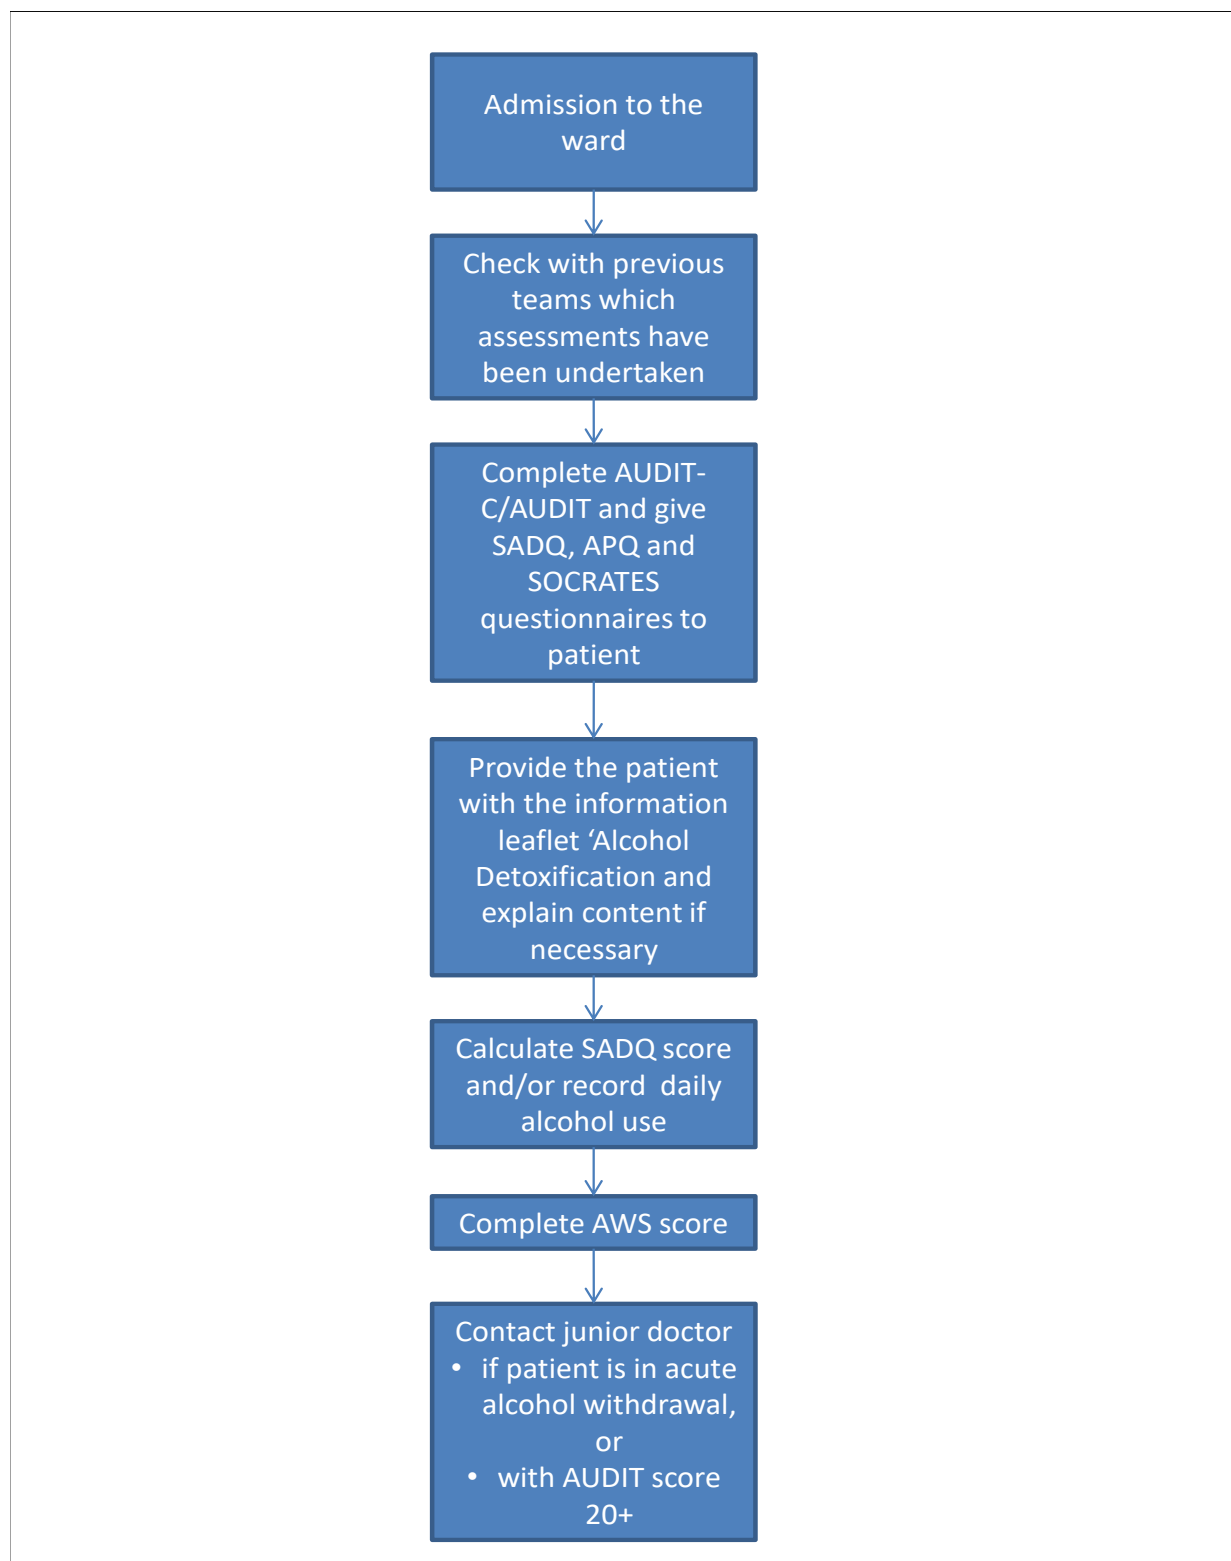 Admission to the
ward
Check with previous
teams which
assessments have
been undertaken
Complete AUDIT-
C/AUDIT and give
SADQ, APQ and
SOCRATES
questionnaires to
patient
Provide the patient
with the information
leaflet ‘Alcohol
Detoxification and
explain content if
necessary
Calculate SADQ score
and/or record  daily
alcohol use
Complete AWS score
Contact junior doctor
• if patient is in acute
alcohol withdrawal,
or
• with AUDIT score
20+